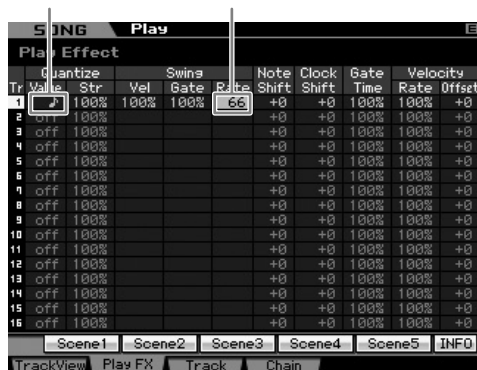 SONG Play
Play Effect
Quantize Swing Note Clock Gate Velocity
Tr Value Str Vel Gate Rate Shift Shift Time Rate Offset
1 ♪ 100% 100% 100% 66 +0 +0 100% 100% +0
2 off 100% +0 +0 100% 100% +0
3 off 100% +0 +0 100% 100% +0
4 off 100% +0 +0 100% 100% +0
5 off 100% +0 +0 100% 100% +0
6 off 100% +0 +0 100% 100% +0
7 off 100% +0 +0 100% 100% +0
8 off 100% +0 +0 100% 100% +0
9 off 100% +0 +0 100% 100% +0
10 off 100% +0 +0 100% 100% +0
11 off 100% +0 +0 100% 100% +0
12 off 100% +0 +0 100% 100% +0
13 off 100% +0 +0 100% 100% +0
14 off 100% +0 +0 100% 100% +0
15 off 100% +0 +0 100% 100% +0
16 off 100% +0 +0 100% 100% +0
Scene1 Scene2 Scene3 Scene4 Scene5 INFO
TrackView Play FX Track Chain